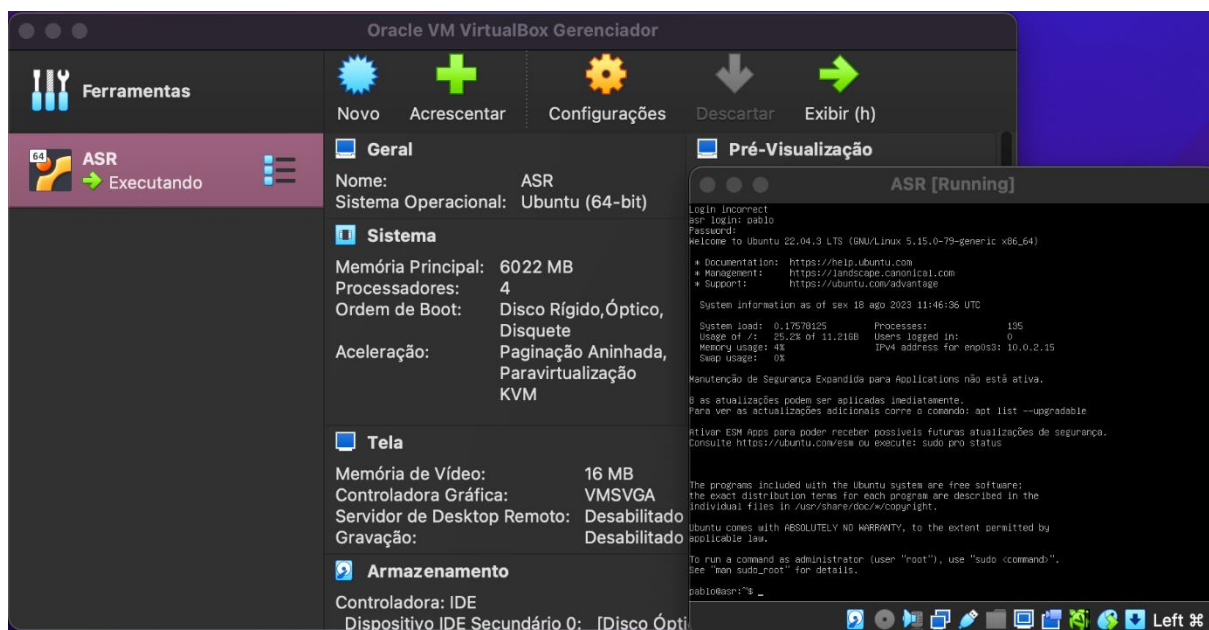 Oracle VM VirtualBox Gerenciador
Ferramentas
Novo Acrescentar Configurações Descartar Exibir (h)
64
ASR
Executando
Geral
Nome: ASR
Sistema Operacional: Ubuntu (64-bit)
Sistema
Memória Principal: 6022 MB
Processadores: 4
Ordem de Boot: Disco Rígido,Óptico,
Disquete
Aceleração: Paginação Aninhada,
Paravirtualização
KVM
Tela
Memória de Vídeo: 16 MB
Controladora Gráfica: VMSVGA
Servidor de Desktop Remoto: Desabilitado
Gravação: Desabilitado
Armazenamento
Controladora: IDE
Dispositivo IDE Secundário 0: [Disco Ópti
Pré-Visualização
ASR [Running]
Login incorrect
asr login: pablo
Password:
Welcome to Ubuntu 22.04.3 LTS (GNU/Linux 5.15.0-79-generic x86_64)
* Documentation: https://help.ubuntu.com
* Management: https://landscape.canonical.com
* Support: https://ubuntu.com/advantage
System information as of sex 18 ago 2023 11:46:36 UTC
System load: 0.17578125 Processes: 135
Usage of /: 25.2% of 11.21GB Users logged in: 0
Memory usage: 4% IPv4 address for enp0s3: 10.0.2.15
Swap usage: 0%
Manutenção de Segurança Expandida para Applications não está ativa.
8 as atualizações podem ser aplicadas imediatamente.
Para ver as actualizações adicionais corre o comando: apt list --upgradable
Ativar ESM Apps para poder receber possiveis futuras atualizações de segurança.
Consulte https://ubuntu.com/esm ou execute: sudo pro status
The programs included with the Ubuntu system are free software;
the exact distribution terms for each program are described in the
individual files in /usr/share/doc/*/copyright.
Ubuntu comes with ABSOLUTELY NO WARRANTY, to the extent permitted by
applicable law.
To run a command as administrator (user "root"), use "sudo <command>".
See "man sudo_root" for details.
pablo@asr:~$ _
Left ⌘